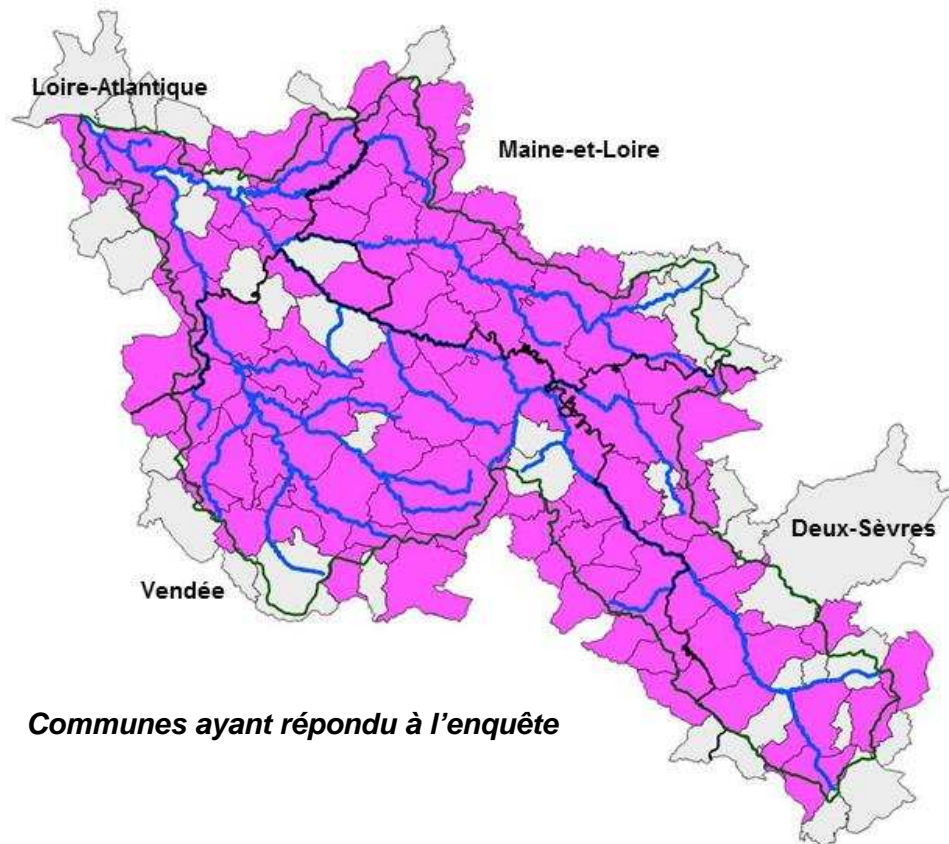 Loire-Atlantique
Maine-et-Loire
Deux-Sèvres
Vendée
Communes ayant répondu à l’enquête